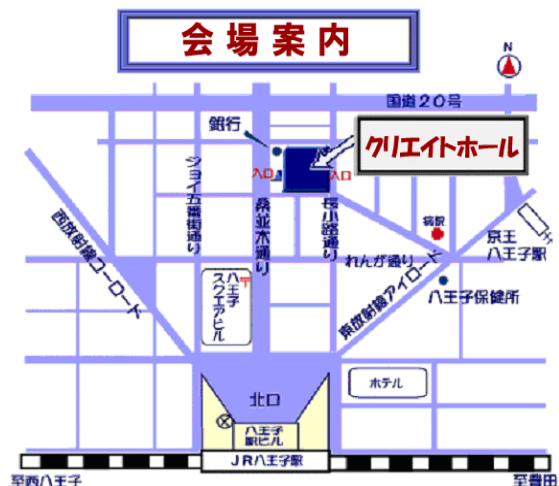 会場案内
N
国道20号
銀行
クリエイトホール
入口
入口
ジョイ五番街通り
桑並木通り
長小路通り
病院
京王
八王子駅
西放射線ユーロード
れんが通り
東放射線アイロード
八王子保健所
八王子
スクエアビル
〒
ホテル
北口
八王子
駅ビル
JR八王子駅
至西八王子
至豊田